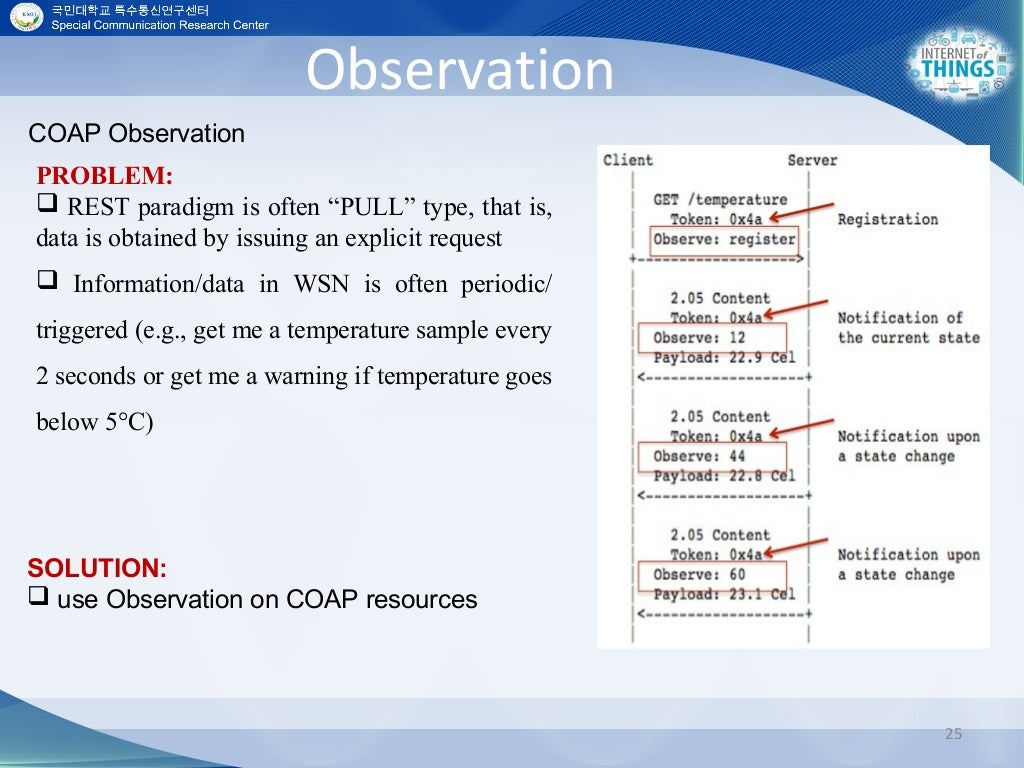 국민대학교 특수통신연구센터
Special Communication Research Center
KMU
Observation
INTERNET of
THINGS
COAP Observation
PROBLEM:
❑ REST paradigm is often “PULL” type, that is,
data is obtained by issuing an explicit request
❑ Information/data in WSN is often periodic/
triggered (e.g., get me a temperature sample every
2 seconds or get me a warning if temperature goes
below 5°C)
SOLUTION:
❑ use Observation on COAP resources
Client Server
GET /temperature
Token: 0x4a
Registration
Observe: register
2.05 Content
Token: 0x4a
Notification of
Observe: 12
the current state
Payload: 22.9 Cel
2.05 Content
Token: 0x4a
Notification upon
Observe: 44
a state change
Payload: 22.8 Cel
2.05 Content
Token: 0x4a
Notification upon
Observe: 60
a state change
Payload: 23.1 Cel
25